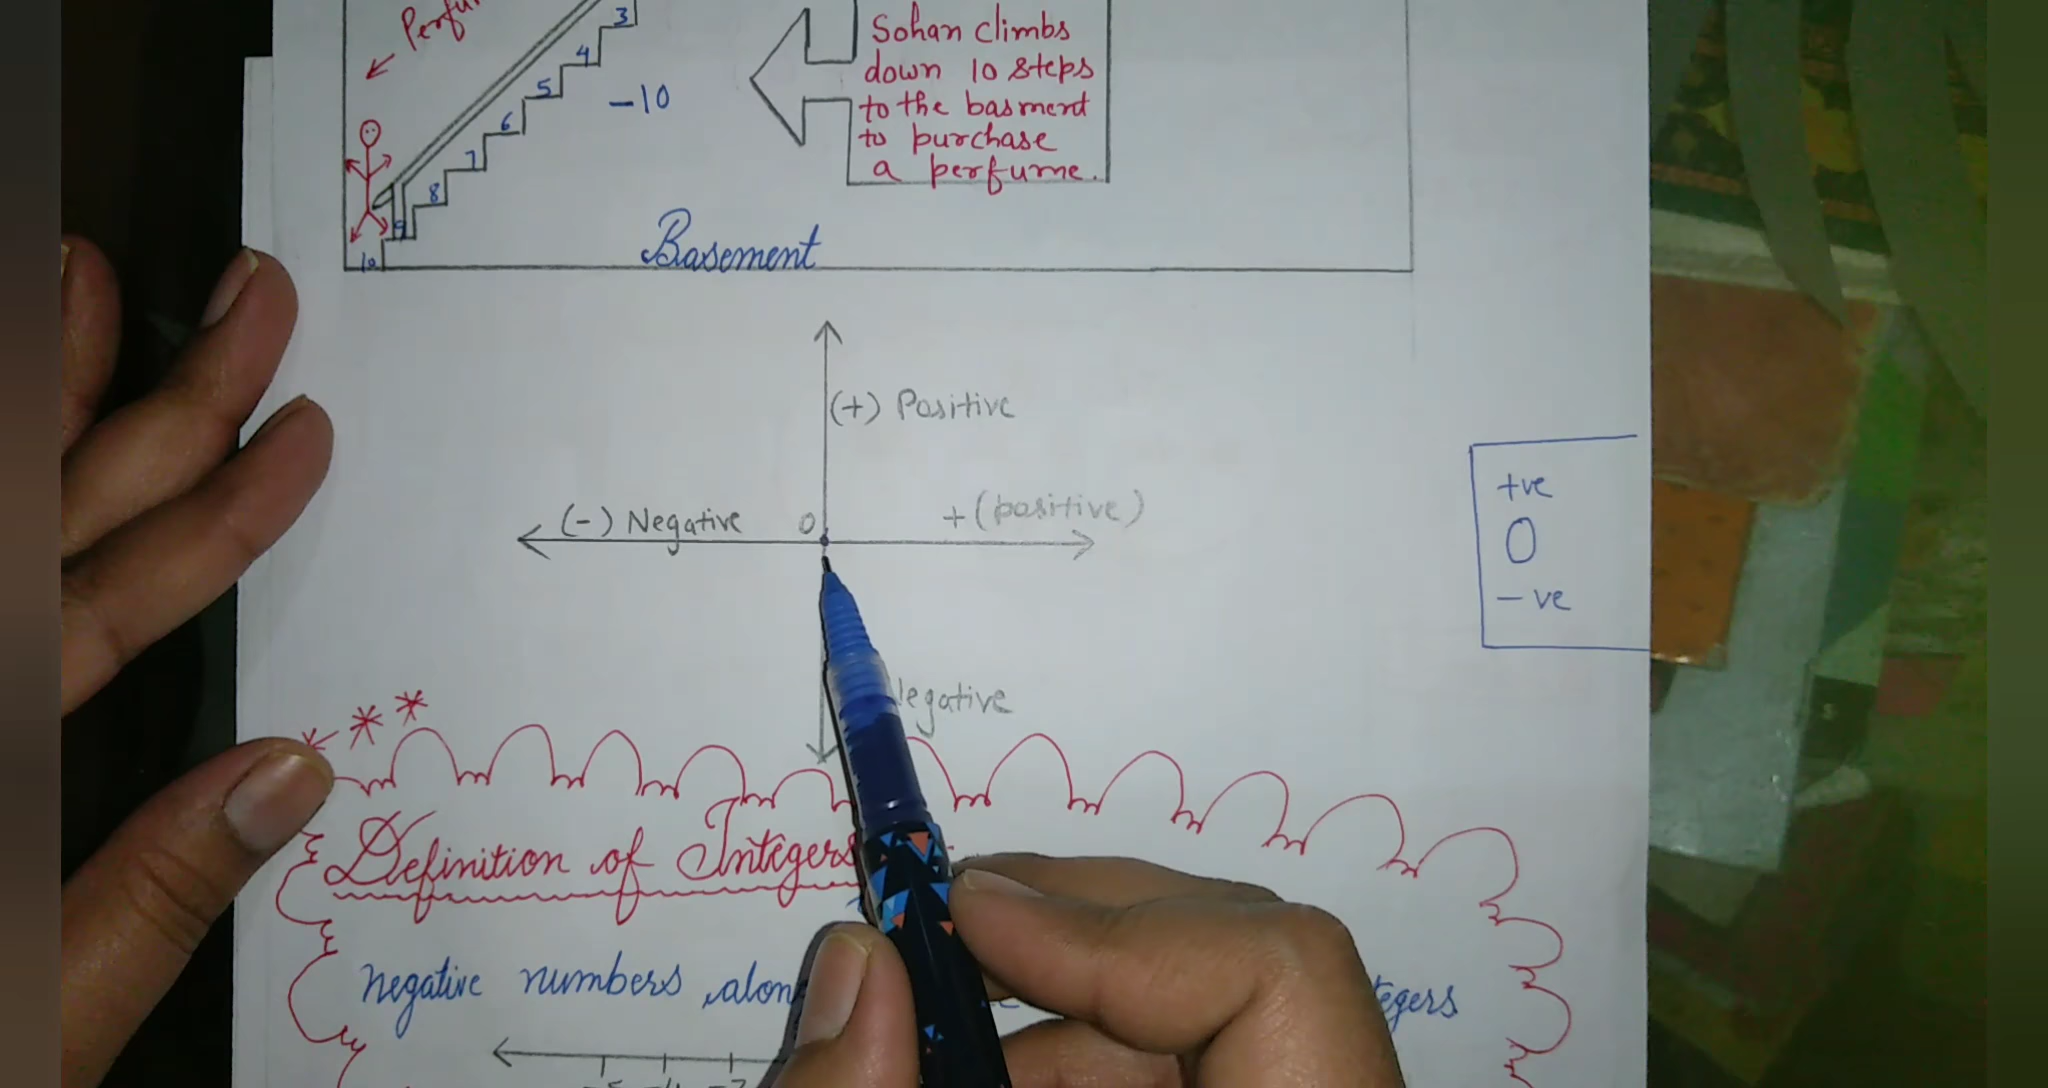 3
4
5
6
7
8
9
10
-10
Sohan climbs
down 10 steps
to the basment
to purchase
a perfume.
Basement
(+) Positive
(-) Negative
0
+(positive)
+ve
0
-ve
Definition of Integers
negative numbers,